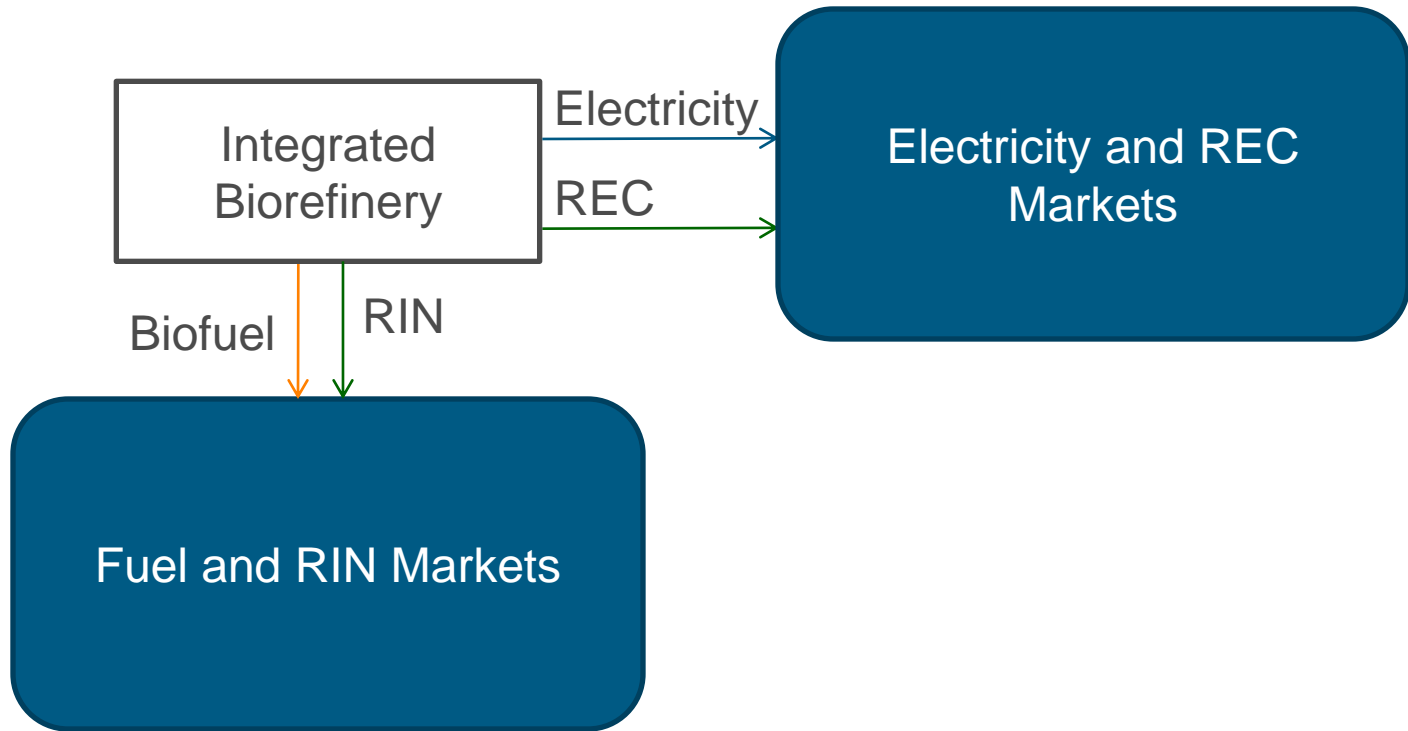 Integrated
Biorefinery
Electricity
REC
Electricity and REC
Markets
Biofuel
RIN
Fuel and RIN Markets